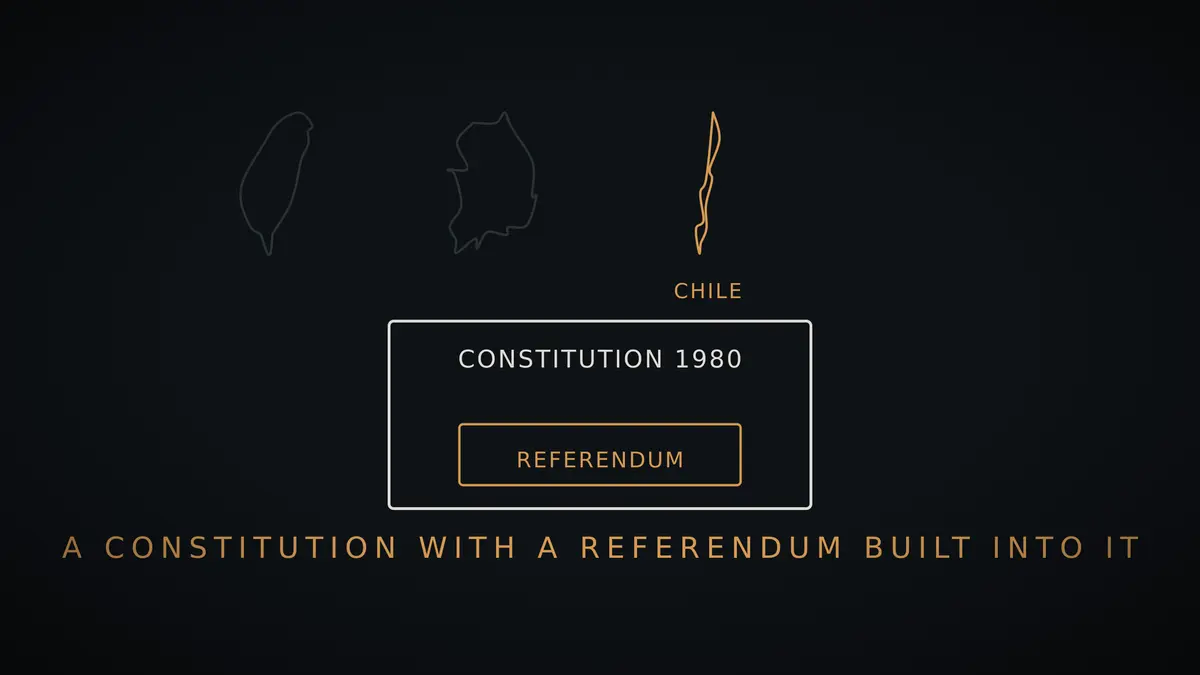 CHILE
CONSTITUTION 1980
REFERENDUM
A CONSTITUTION WITH A REFERENDUM BUILT INTO IT